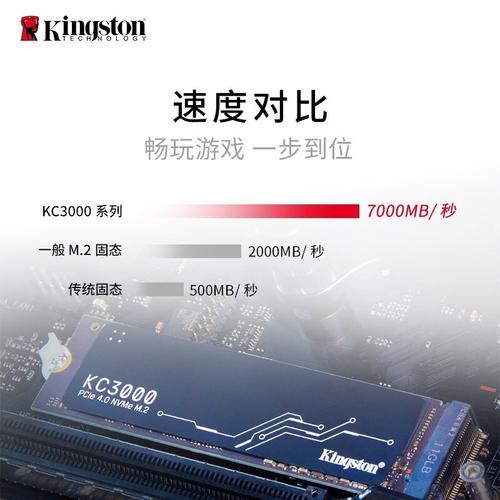 Kingston
TECHNOLOGY
速度对比
畅玩游戏 一步到位
KC3000 系列 7000MB/ 秒
一般 M.2 固态 2000MB/ 秒
传统固态 500MB/ 秒
KC3000
PCIe 4.0 NVMe M.2
Kingston
11GLB